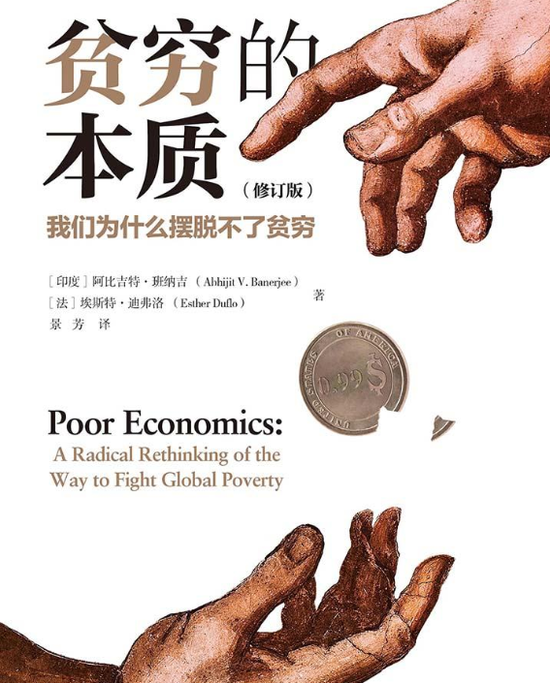 贫穷的
本质
（修订版）
我们为什么摆脱不了贫穷
［印度］阿比吉特·班纳吉（Abhijit V. Banerjee）
［法］埃斯特·迪弗洛（Esther Duflo）
著
景芳 译
UNITED STATES OF AMERICA
0.99$
Poor Economics:
A Radical Rethinking of the
Way to Fight Global Poverty